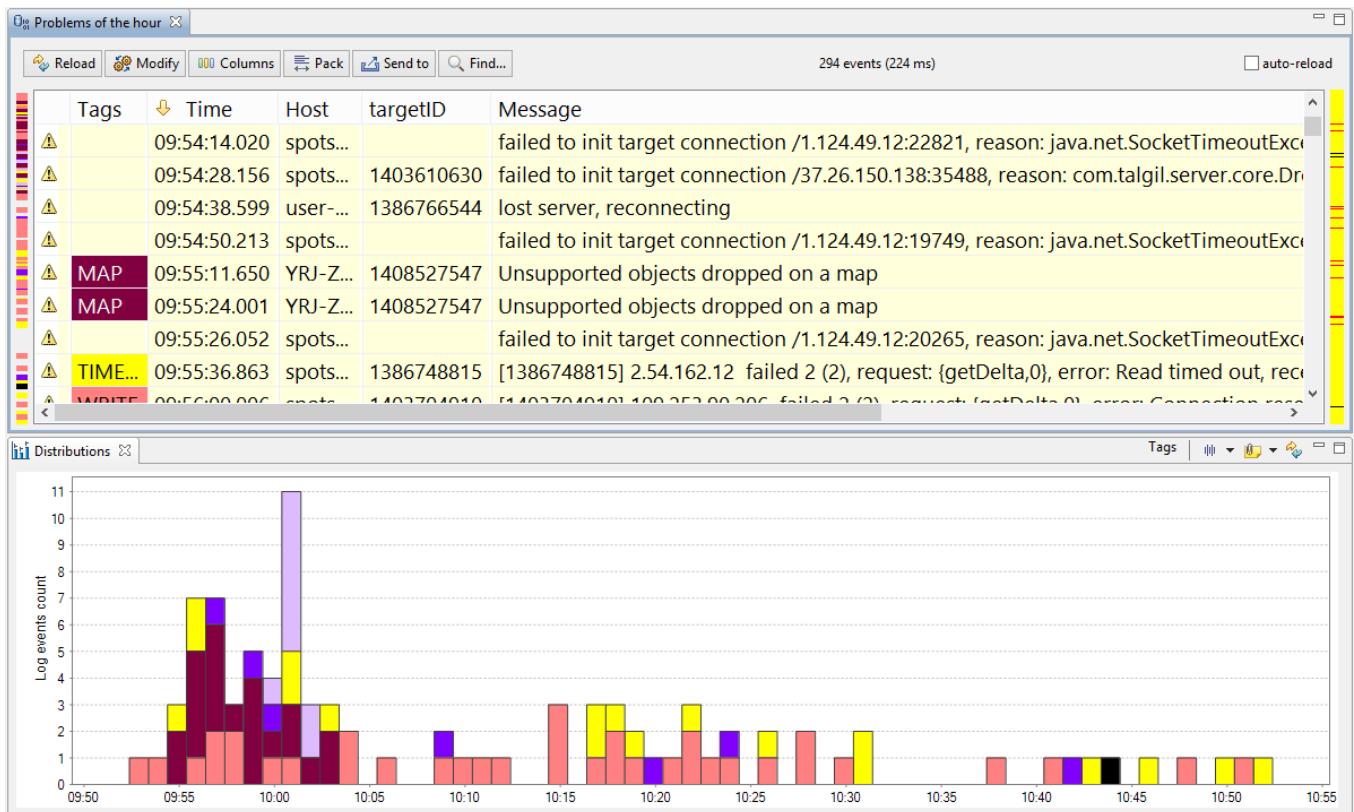 Problems of the hour
Reload Modify Columns Pack Send to Find... 294 events (224 ms) auto-reload
Tags Time Host targetID Message
09:54:14.020 spots... failed to init target connection /1.124.49.12:22821, reason: java.net.SocketTimeoutExce
09:54:28.156 spots... 1403610630 failed to init target connection /37.26.150.138:35488, reason: com.talgil.server.core.Dr
09:54:38.599 user-... 1386766544 lost server, reconnecting
09:54:50.213 spots... failed to init target connection /1.124.49.12:19749, reason: java.net.SocketTimeoutExce
MAP 09:55:11.650 YRJ-Z... 1408527547 Unsupported objects dropped on a map
MAP 09:55:24.001 YRJ-Z... 1408527547 Unsupported objects dropped on a map
09:55:26.052 spots... failed to init target connection /1.124.49.12:20265, reason: java.net.SocketTimeoutExce
TIME... 09:55:36.863 spots... 1386748815 [1386748815] 2.54.162.12 failed 2 (2), request: {getDelta,0}, error: Read timed out, rece
Distributions Tags
11
10
9
8
7
6
5
4
3
2
1
0
Log events count
09:50 09:55 10:00 10:05 10:10 10:15 10:20 10:25 10:30 10:35 10:40 10:45 10:50 10:55